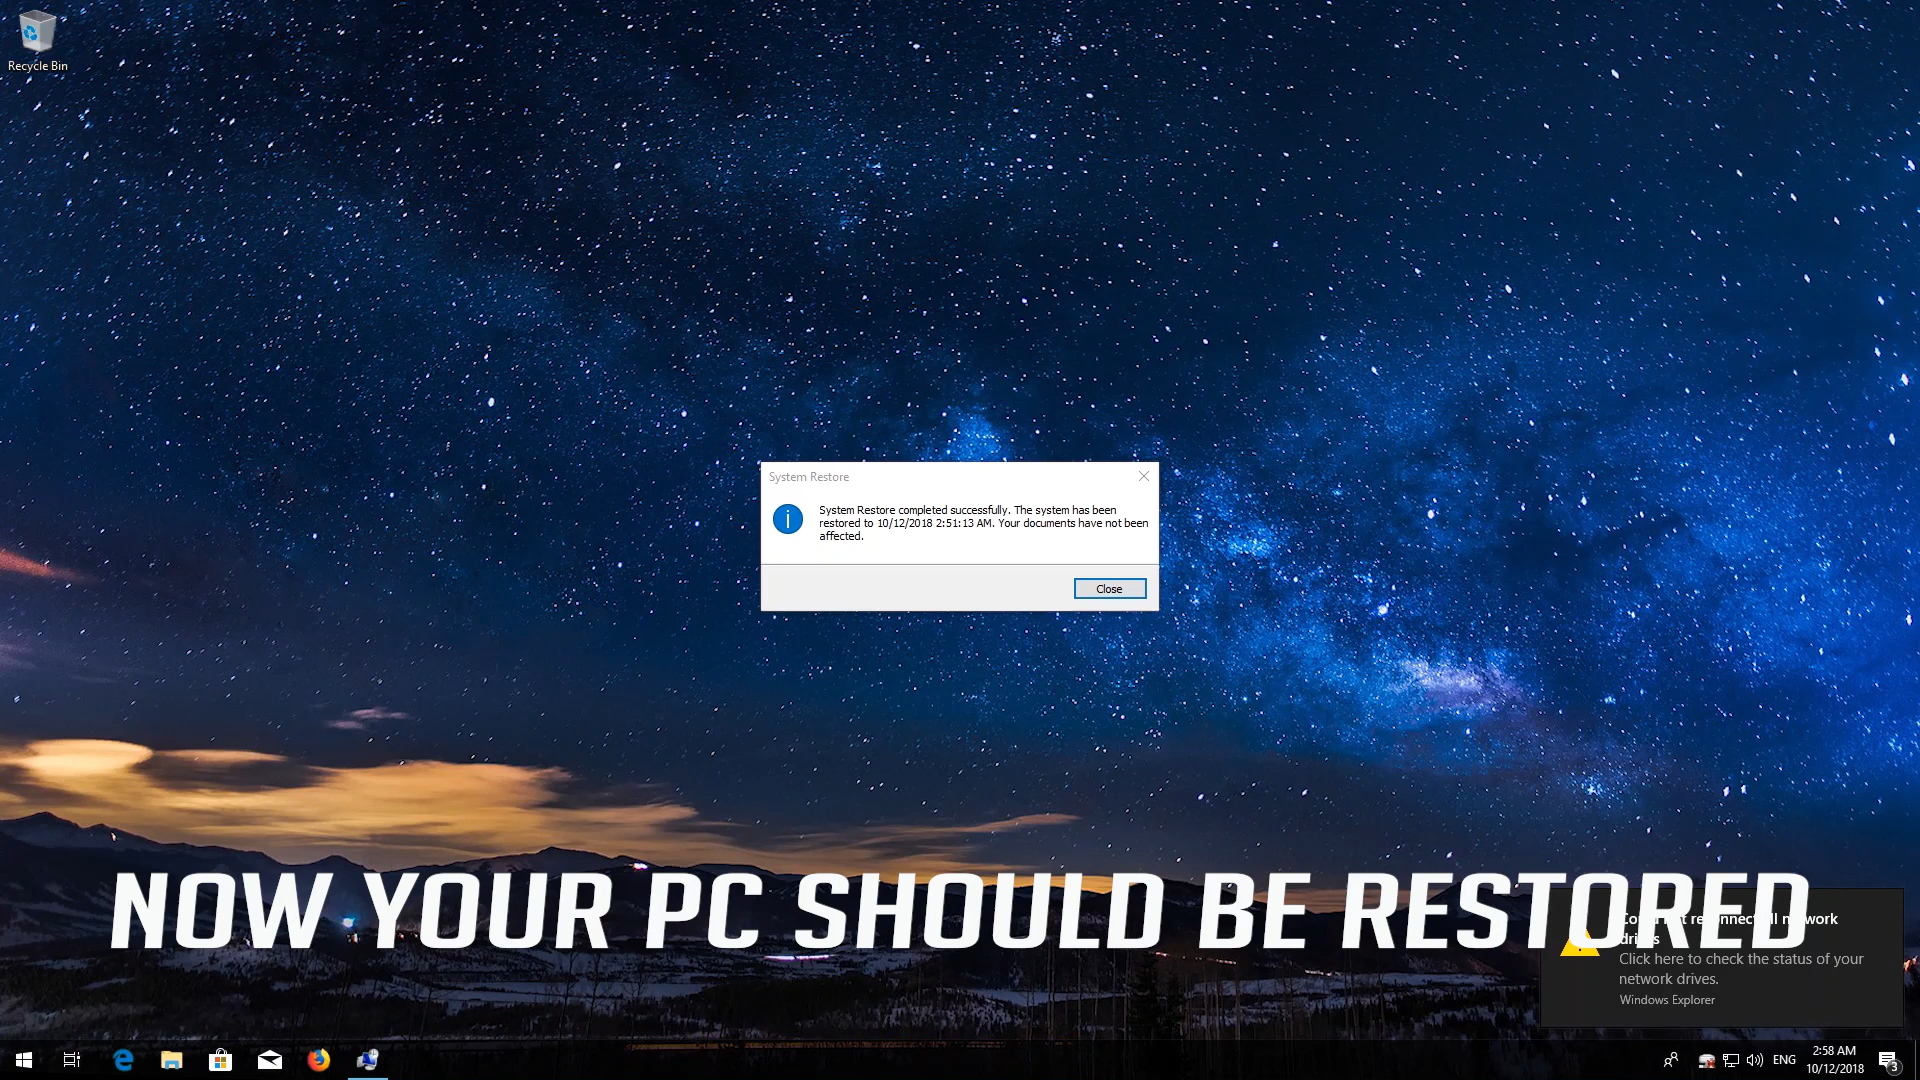 Recycle Bin
System Restore
System Restore completed successfully. The system has been
restored to 10/12/2018 2:51:13 AM. Your documents have not been
affected.
Close
NOW YOUR PC SHOULD BE RESTORED
network
Click here to check the status of your
network drives.
Windows Explorer
ENG
2:58 AM
10/12/2018
3